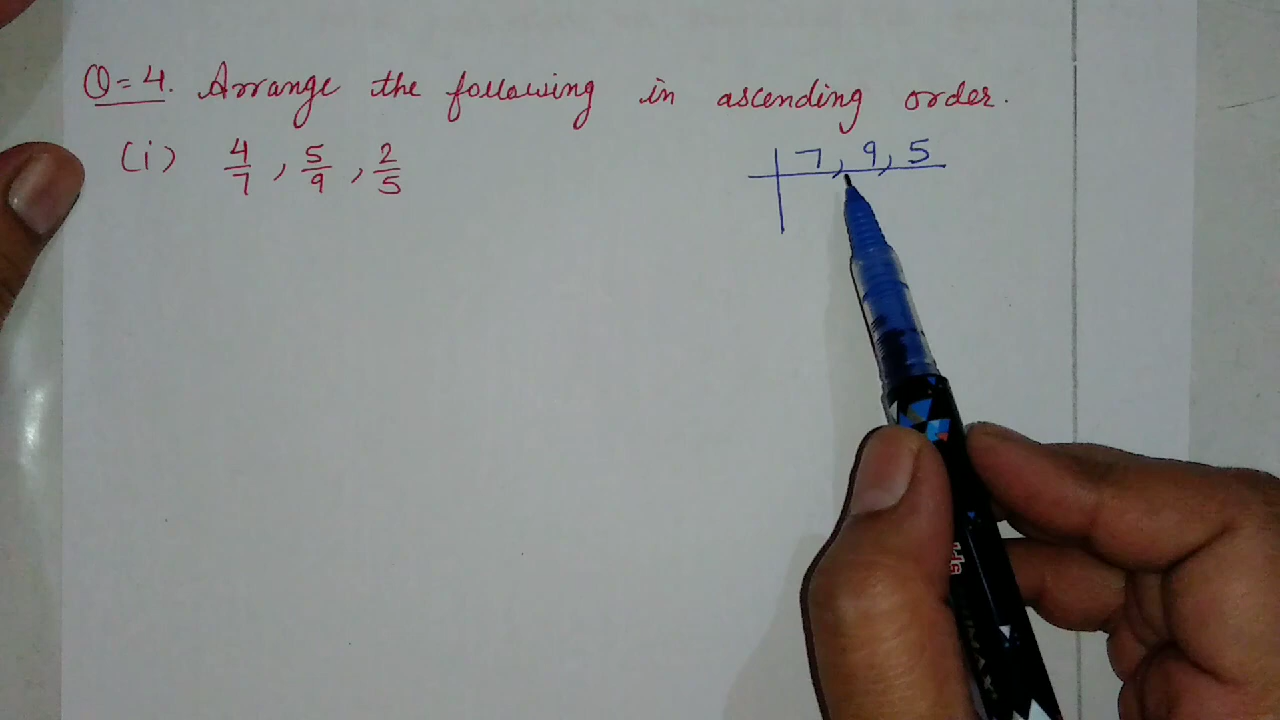 Q=4. Arrange the following in ascending order.
(i) 4/7, 5/9, 2/5
7, 9, 5